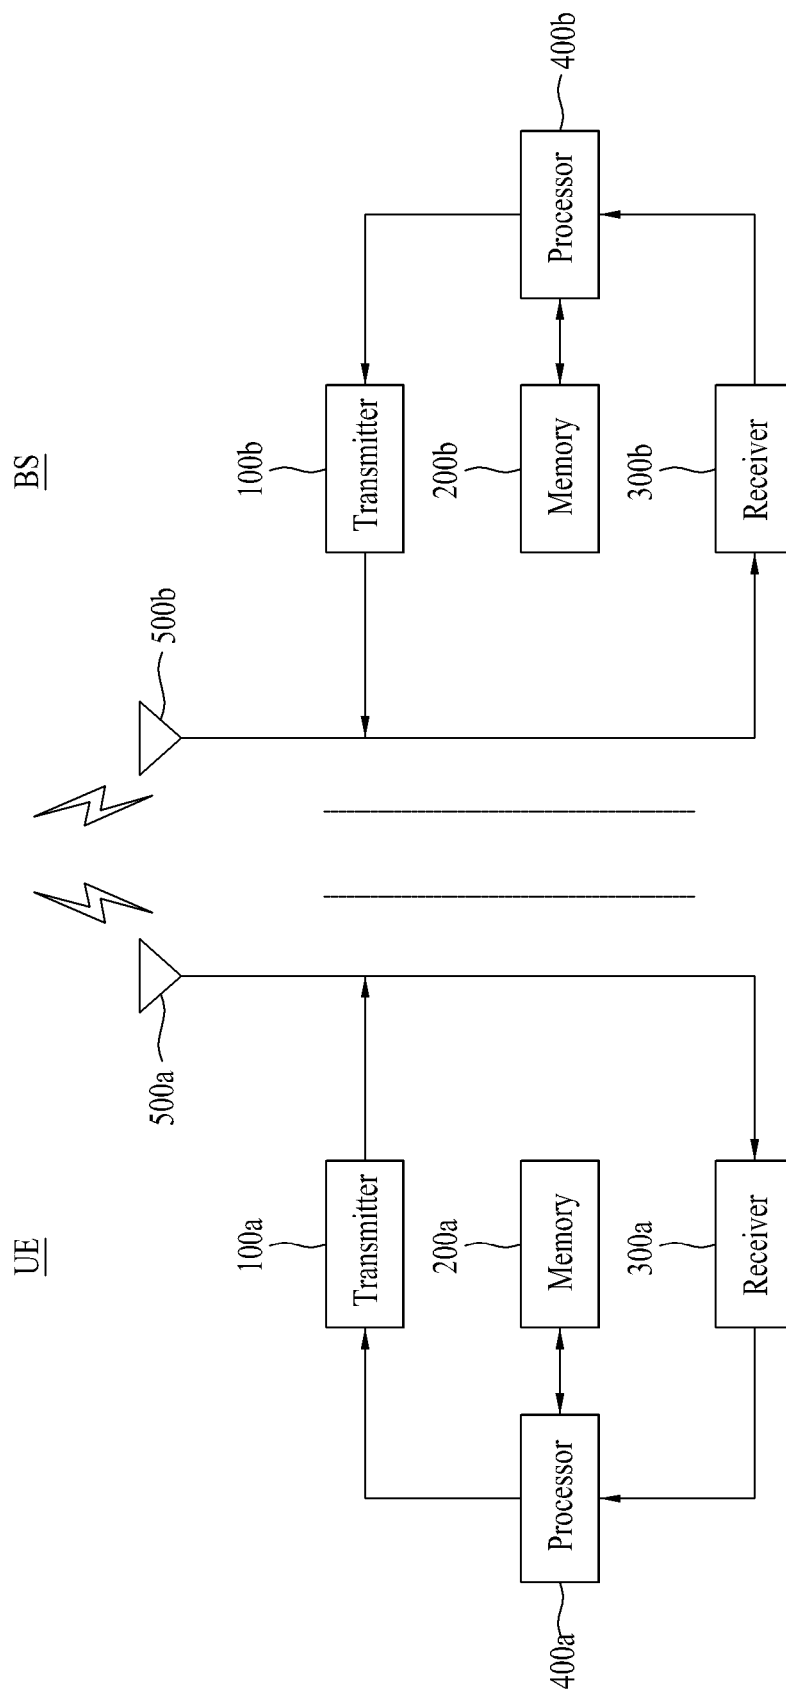 UE
BS
500a
500b
100a
Transmitter
100b
Transmitter
400a
Processor
200a
Memory
200b
Memory
400b
Processor
300a
Receiver
300b
Receiver